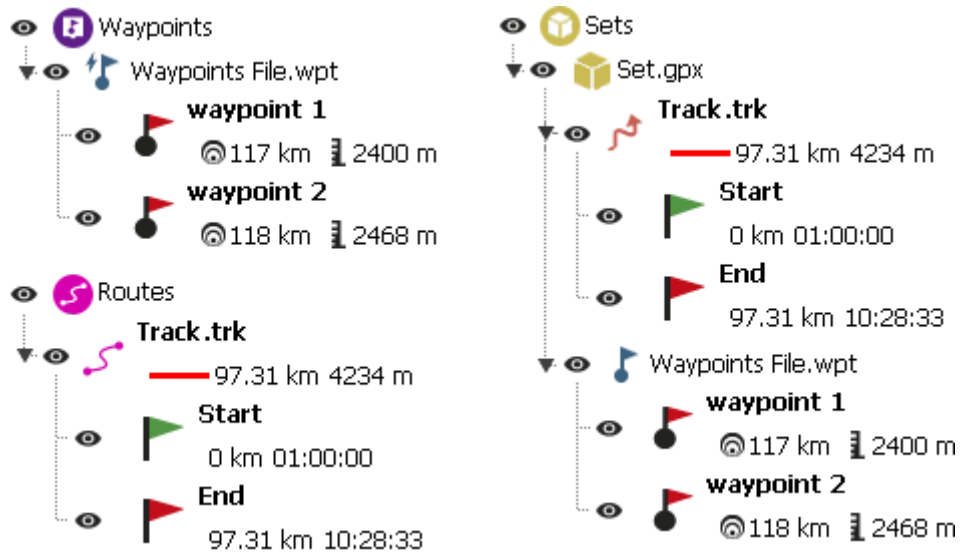 Waypoints
Waypoints File.wpt
waypoint 1
117 km 2400 m
waypoint 2
118 km 2468 m
Routes
Track.trk
97.31 km 4234 m
Start
0 km 01:00:00
End
97.31 km 10:28:33
Sets
Set.gpx
Track.trk
97.31 km 4234 m
Start
0 km 01:00:00
End
97.31 km 10:28:33
Waypoints File.wpt
waypoint 1
117 km 2400 m
waypoint 2
118 km 2468 m